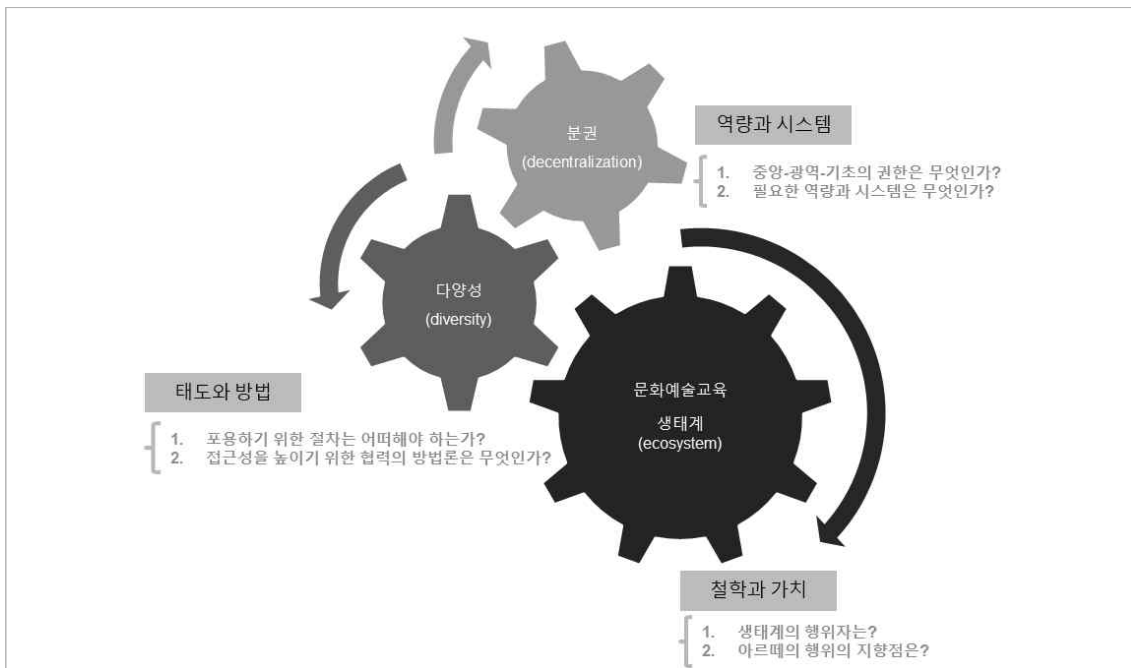 분권
(decentralization)
역량과 시스템
1. 중앙-광역-기초의 권한은 무엇인가?
2. 필요한 역량과 시스템은 무엇인가?
다양성
(diversity)
태도와 방법
1. 포용하기 위한 절차는 어떠해야 하는가?
2. 접근성을 높이기 위한 협력의 방법론은 무엇인가?
문화예술교육
생태계
(ecosystem)
철학과 가치
1. 생태계의 행위자는?
2. 아르떼의 행위의 지향점은?